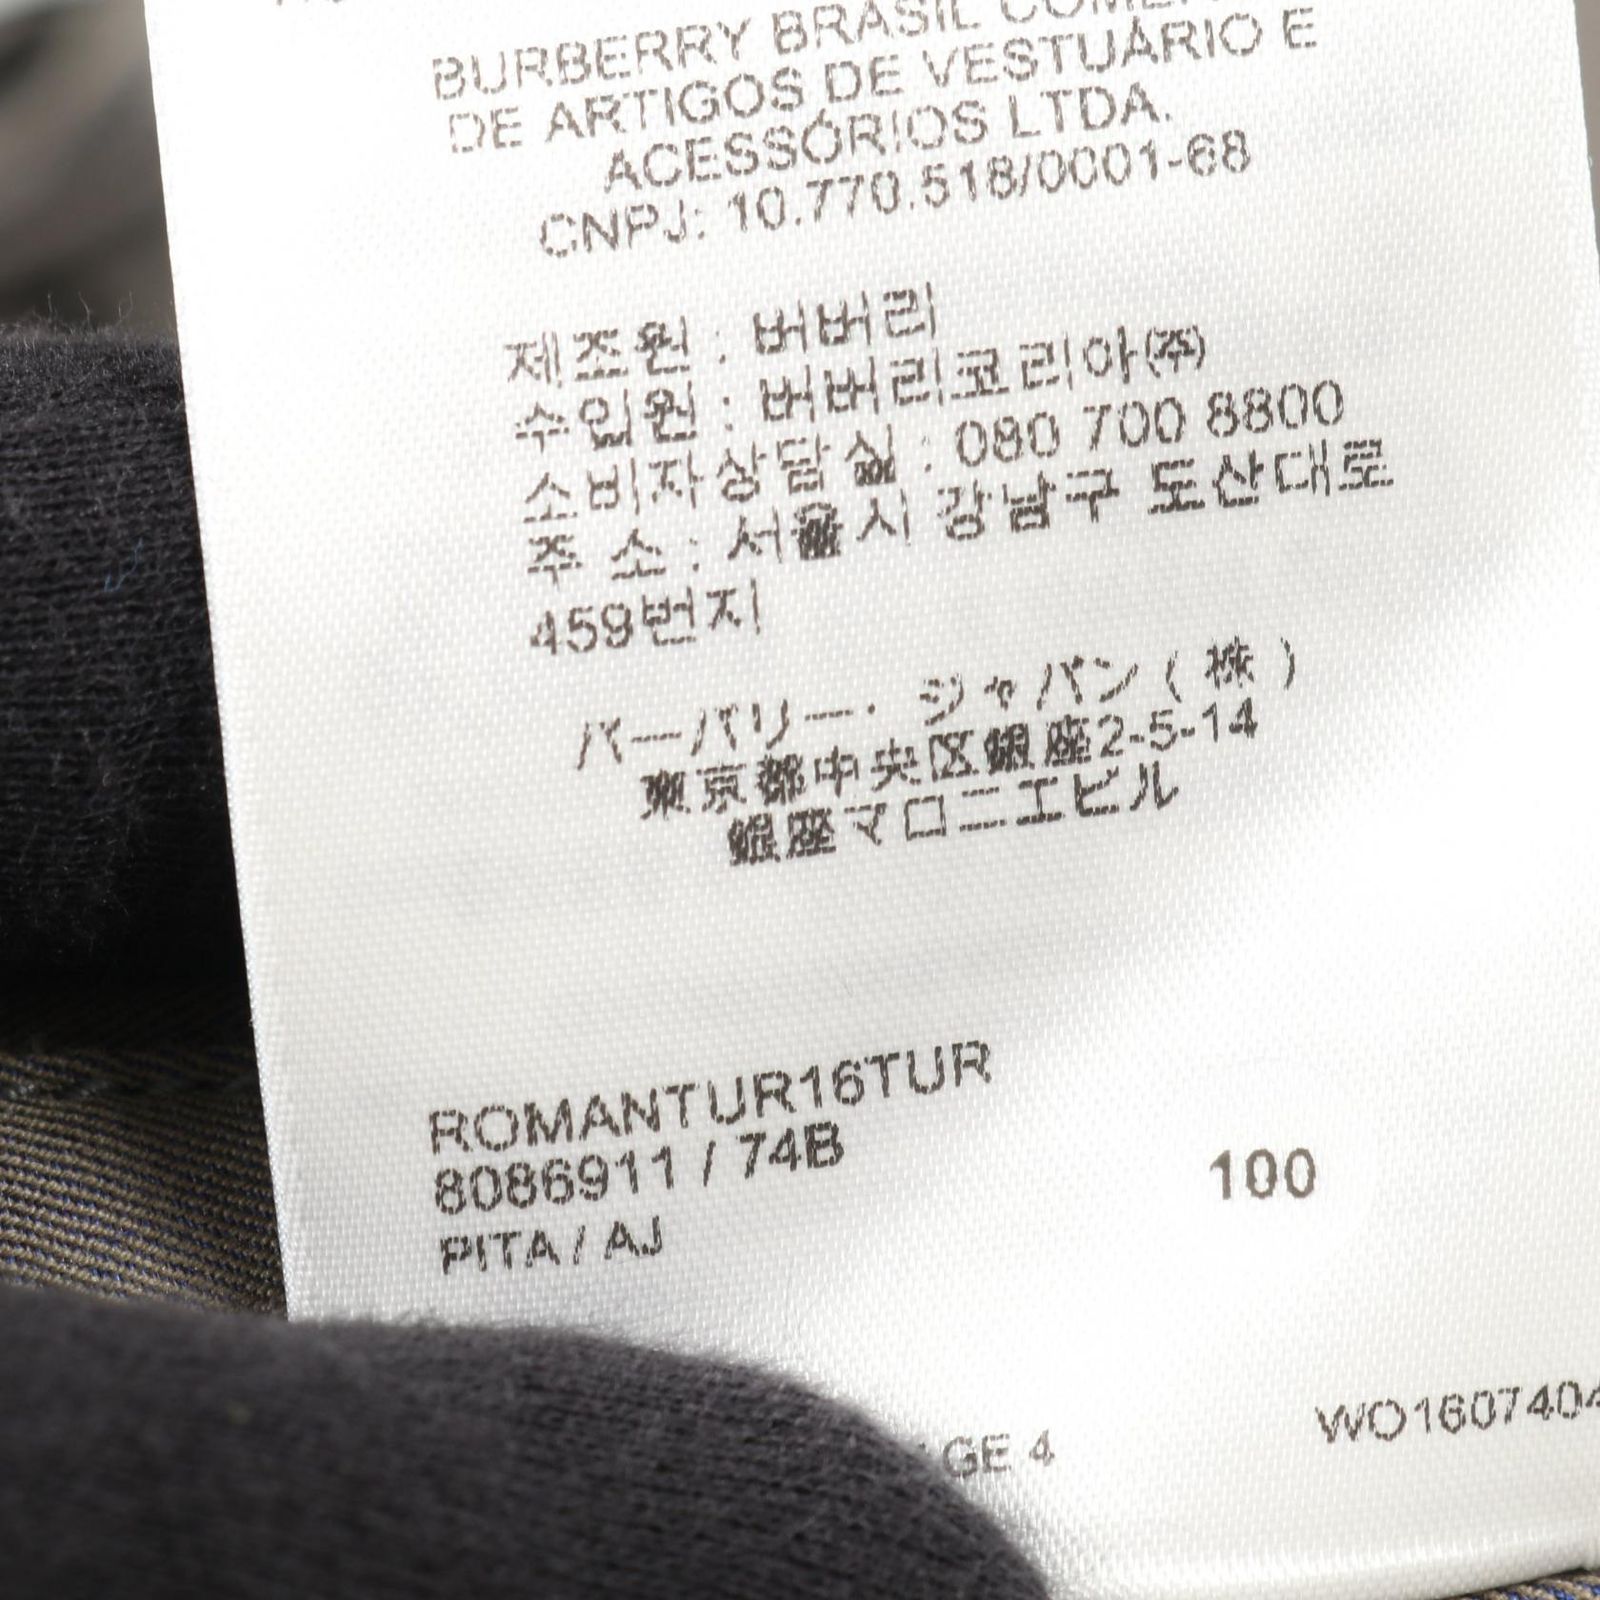 BURBERRY BRASIL
DE ARTIGOS DE VESTUÁRIO E
ACESSÓRIOS LTDA.
CNPJ: 10.770.518/0001-68
제조원 : 버버리
수입원 : 버버리코리아(주)
소비자상담실 : 080 700 8800
주 소 : 서울시 강남구 도산대로
459번지
バーバリー・ジャパン ( 株 )
東京都中央区銀座2-5-14
銀座マロニエビル
ROMANTUR16TUR
8086911 / 74B
100
PITA / AJ
GE 4
WO1607404